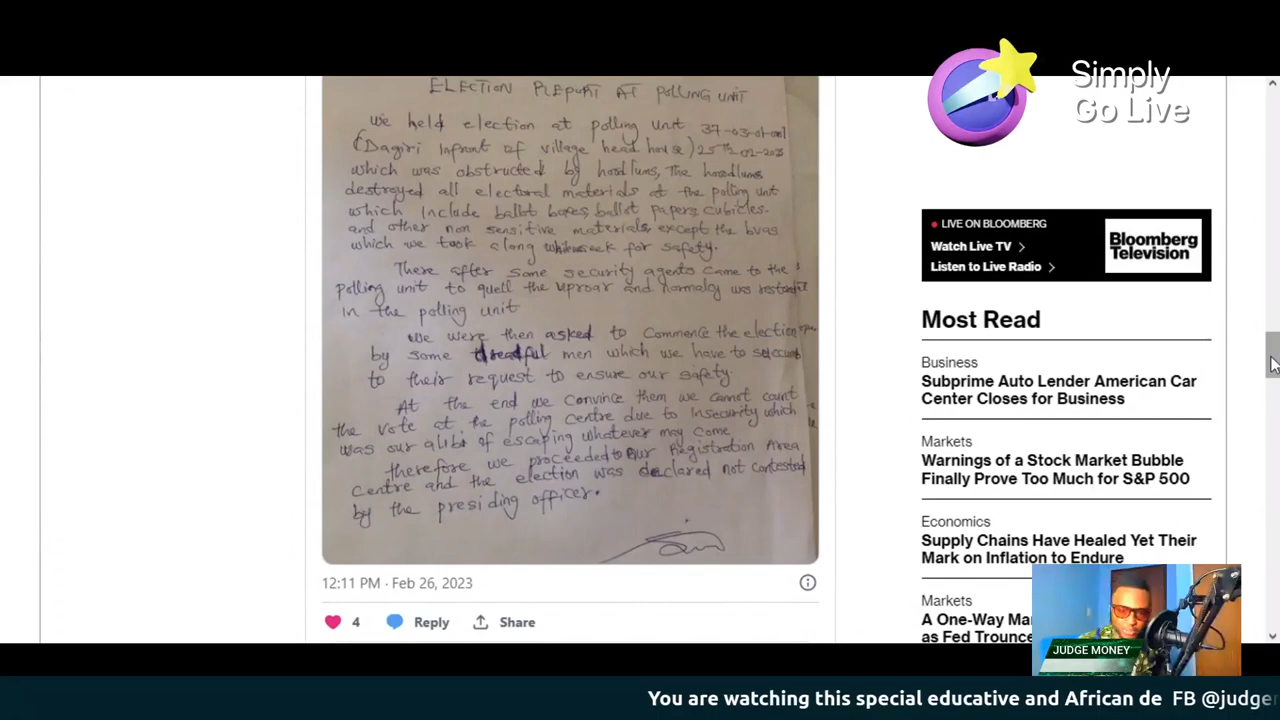 Simply
Go Live
ELECTION REPORT AT POLLING UNIT
We held election at polling unit 37-03-01-001
(Dagiri Infront of village head house) 25TH 02-2023
which was obstructed by hoodlums, The hoodlums
destroyed all electoral materials at the polling unit
which include ballot boxes, ballot papers, cubicles.
and other non sensitive materials except the bvas
which we took along seek for safety.
There after some security agents came to the
polling unit to quell the uproar and normalcy was
in the polling unit
We were then asked to commence the election
by some men which we have to
to their request to ensure our safety.
At the end we convince them we cannot count
the vote at the polling centre due to insecurity which
was our of escaping whatever may come
therefore we proceeded to our Registration Area
Centre and the election was declared not contested
by the presiding officer.
12:11 PM · Feb 26, 2023
4 Reply Share
LIVE ON BLOOMBERG
Watch Live TV
Listen to Live Radio
Bloomberg
Television
Most Read
Business
Subprime Auto Lender American Car
Center Closes for Business
Markets
Warnings of a Stock Market Bubble
Finally Prove Too Much for S&P 500
Economics
Supply Chains Have Healed Yet Their
Mark on Inflation to Endure
Markets
A One-Way Mar
as Fed Trounce
JUDGE MONEY
You are watching this special educative and African de FB @judger